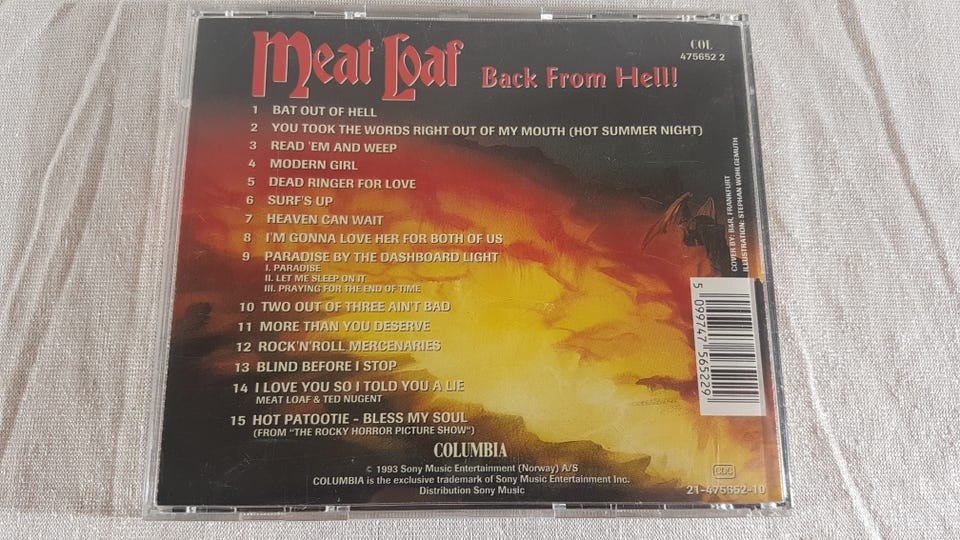 Meat Loaf
Back From Hell!
COL
475652 2
1 BAT OUT OF HELL
2 YOU TOOK THE WORDS RIGHT OUT OF MY MOUTH (HOT SUMMER NIGHT)
3 READ 'EM AND WEEP
4 MODERN GIRL
5 DEAD RINGER FOR LOVE
6 SURF'S UP
7 HEAVEN CAN WAIT
8 I'M GONNA LOVE HER FOR BOTH OF US
9 PARADISE BY THE DASHBOARD LIGHT
I. PARADISE
II. LET ME SLEEP ON IT
III. PRAYING FOR THE END OF TIME
10 TWO OUT OF THREE AIN'T BAD
11 MORE THAN YOU DESERVE
12 ROCK'N'ROLL MERCENARIES
13 BLIND BEFORE I STOP
14 I LOVE YOU SO I TOLD YOU A LIE
MEAT LOAF & TED NUGENT
15 HOT PATOOTIE - BLESS MY SOUL
(FROM "THE ROCKY HORROR PICTURE SHOW")
COLUMBIA
© 1993 Sony Music Entertainment (Norway) A/S
COLUMBIA is the exclusive trademark of Sony Music Entertainment Inc.
Distribution Sony Music
COVER BY: B&R, FRANKFURT
ILLUSTRATION: STEPHAN WOHLGEMUTH
5 099747 565229
CDC
21-475652-10